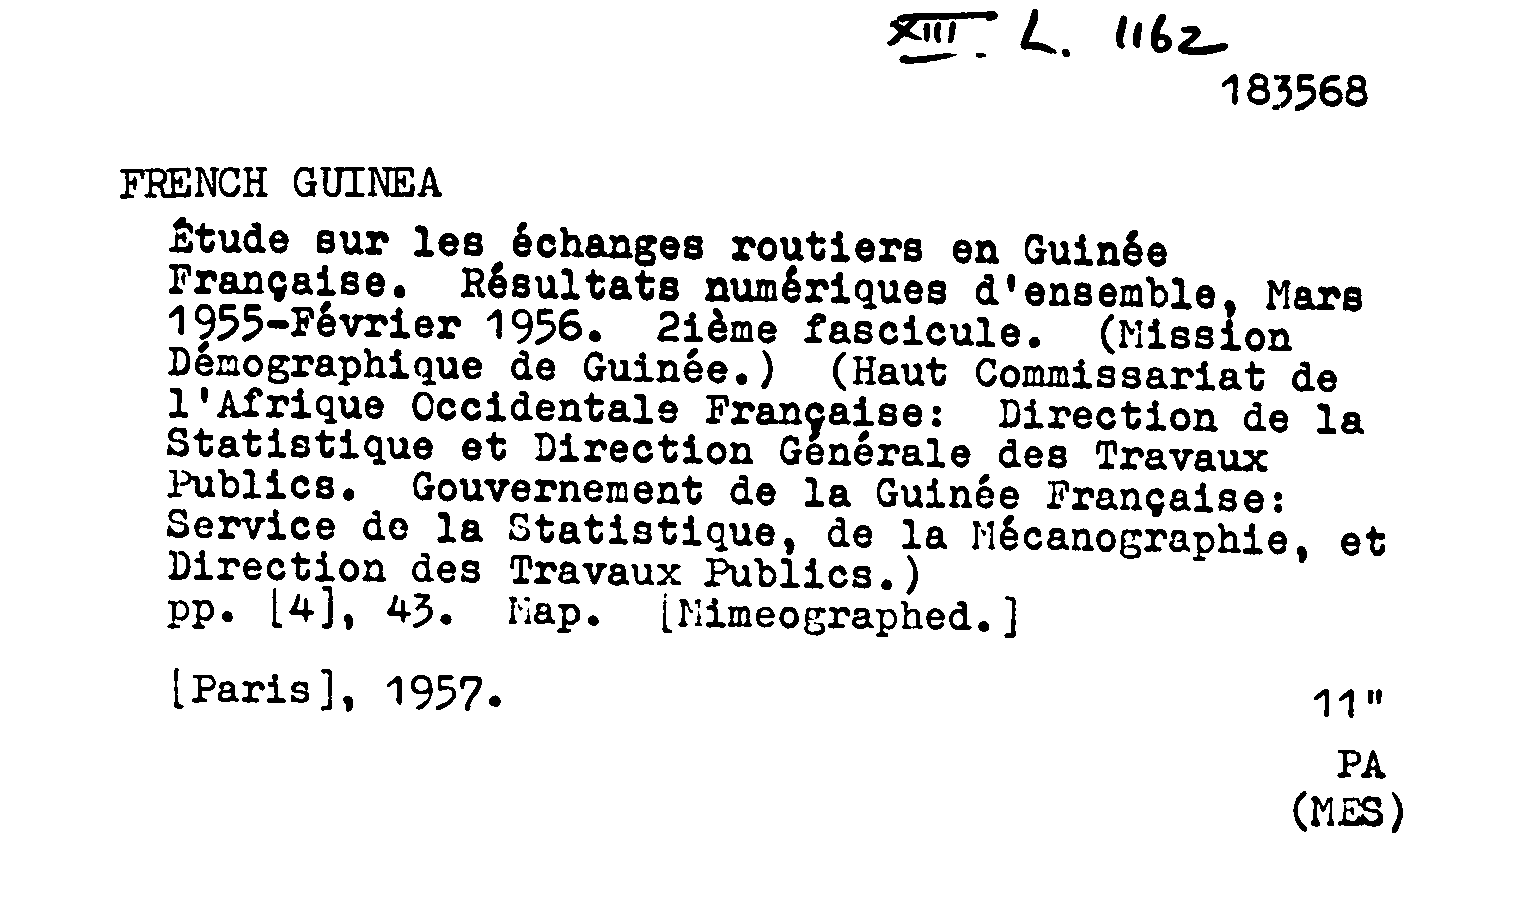 XIII. L. 1162
183568
FRENCH GUINEA
Étude sur les échanges routiers en Guinée
Française. Résultats numériques d'ensemble, Mars
1955-Février 1956. 2ième fascicule. (Mission
Démographique de Guinée.) (Haut Commissariat de
l'Afrique Occidentale Française: Direction de la
Statistique et Direction Générale des Travaux
Publics. Gouvernement de la Guinée Française:
Service de la Statistique, de la Mécanographie, et
Direction des Travaux Publics.)
pp. [4], 43. Map. [Mimeographed.]
[Paris], 1957.
11"
PA
(MES)